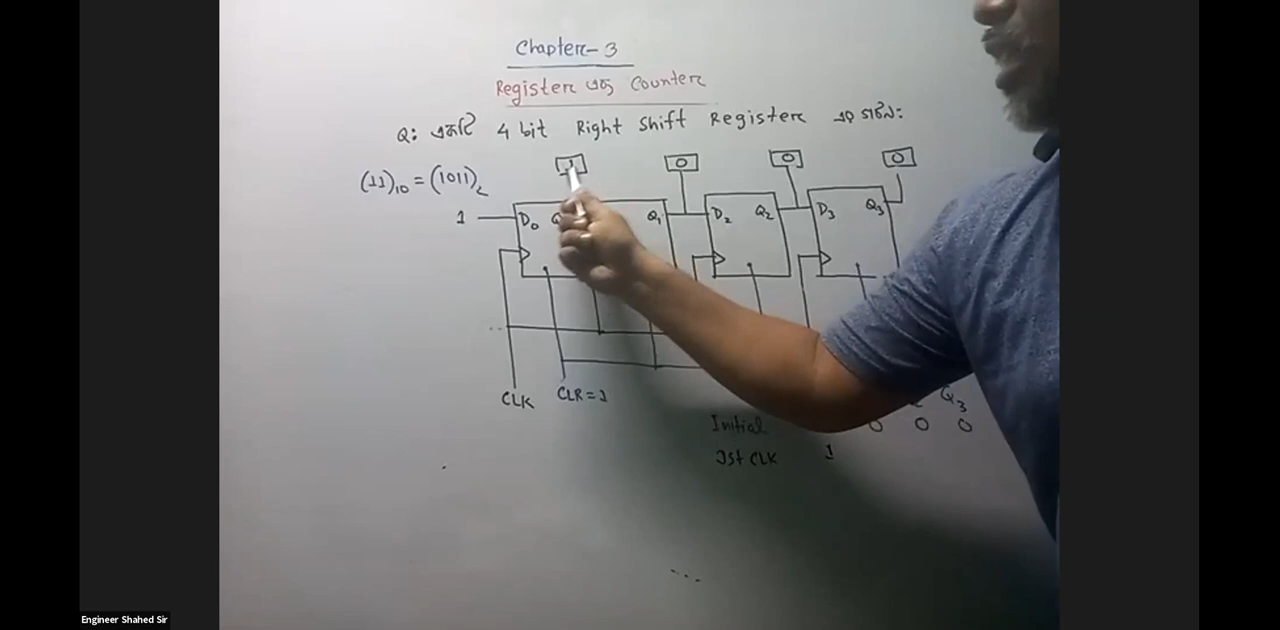 Chapter-3
Register এবং Counter
Q: একটি 4 bit Right Shift Register এর গঠন:
(11)10 = (1011)2
1 0 0 0
1 D0 Q Q1 D2 Q2 D3 Q3
CLK CLR=1
Q3
Initial 0 0 0
1st CLK 1
Engineer Shahed Sir